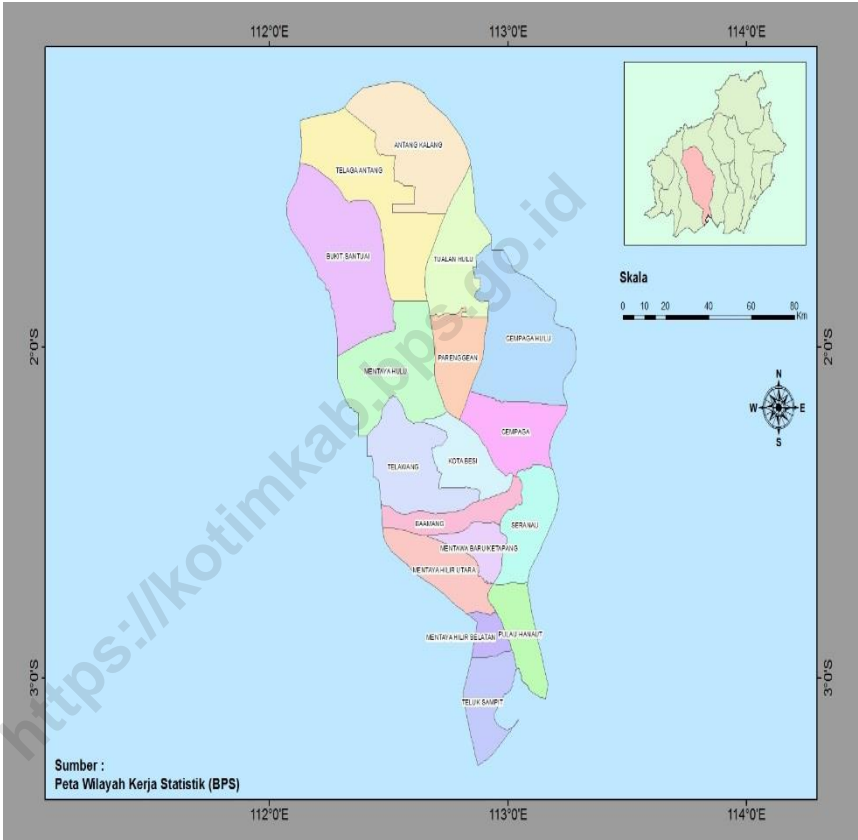 112°0'E 113°0'E 114°0'E
ANTANG KALANG
TELAGA ANTANG
BUKIT SANTUAI
TUALAN HULU
Skala
0 10 20 40 60 80
Km
CEMPAGA HULU
2°0'S 2°0'S
PARENGGEAN
MENTAYA HULU
N
W E
S
CEMPAGA
KOTA BESI
TELAWANG
BAAMANG
SERANAU
MENTAWA BARU/KETAPANG
MENTAYA HILIR UTARA
MENTAYA HILIR SELATAN
PULAU HANAUT
3°0'S 3°0'S
TELUK SAMPIT
https://kotimkab.bps.go.id
Sumber :
Peta Wilayah Kerja Statistik (BPS)
112°0'E 113°0'E 114°0'E